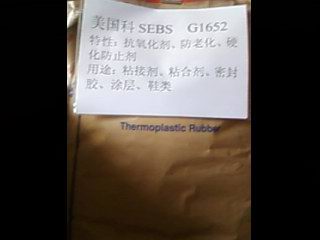 美国科 SEBS G1652
特性：抗氧化剂、防老化、硬
化防止剂
用途：粘接剂、粘合剂、密封
胶、涂层、鞋类
Thermoplastic Rubber